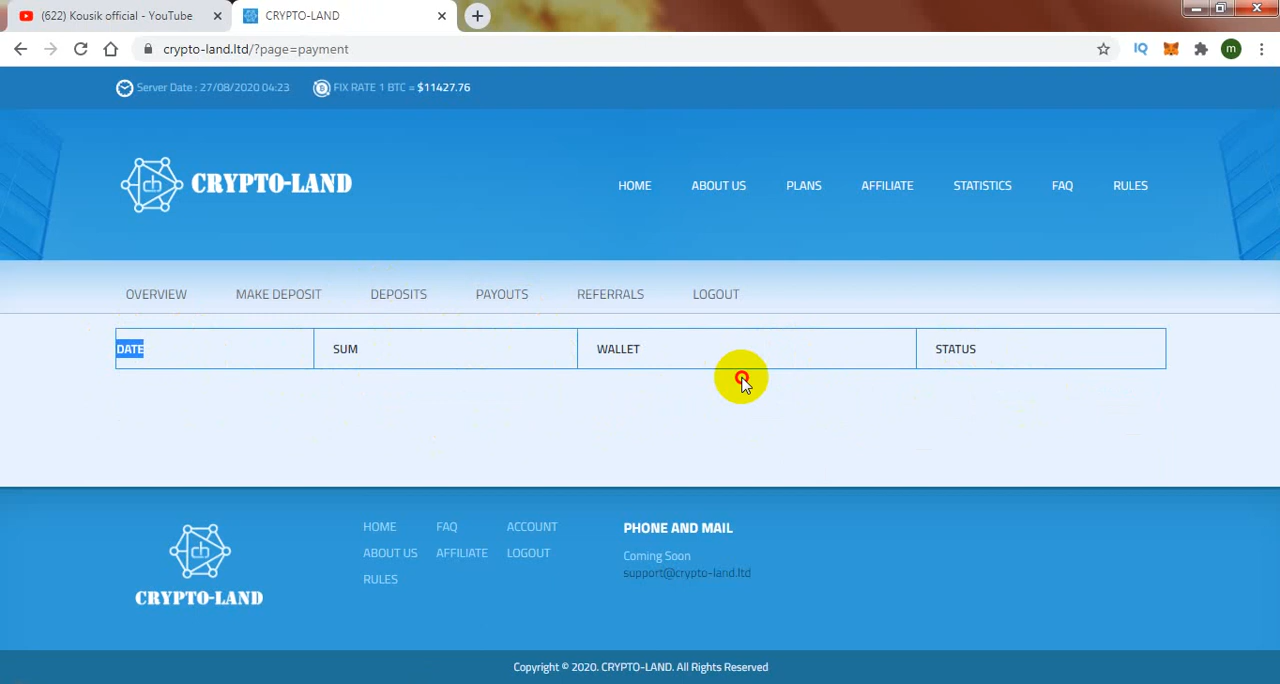 (622) Kousik official - YouTube
CRYPTO-LAND
crypto-land.ltd/?page=payment
IQ
m
Server Date : 27/08/2020 04:23
FIX RATE 1 BTC = $11427.76
CRYPTO-LAND
HOME
ABOUT US
PLANS
AFFILIATE
STATISTICS
FAQ
RULES
OVERVIEW
MAKE DEPOSIT
DEPOSITS
PAYOUTS
REFERRALS
LOGOUT
DATE
SUM
WALLET
STATUS
CRYPTO-LAND
HOME
FAQ
ACCOUNT
ABOUT US
AFFILIATE
LOGOUT
RULES
PHONE AND MAIL
Coming Soon
support@crypto-land.ltd
Copyright © 2020. CRYPTO-LAND. All Rights Reserved